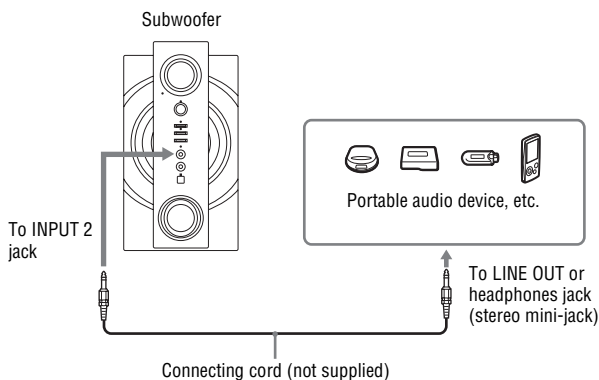 Subwoofer
Portable audio device, etc.
To INPUT 2
jack
To LINE OUT or
headphones jack
(stereo mini-jack)
Connecting cord (not supplied)